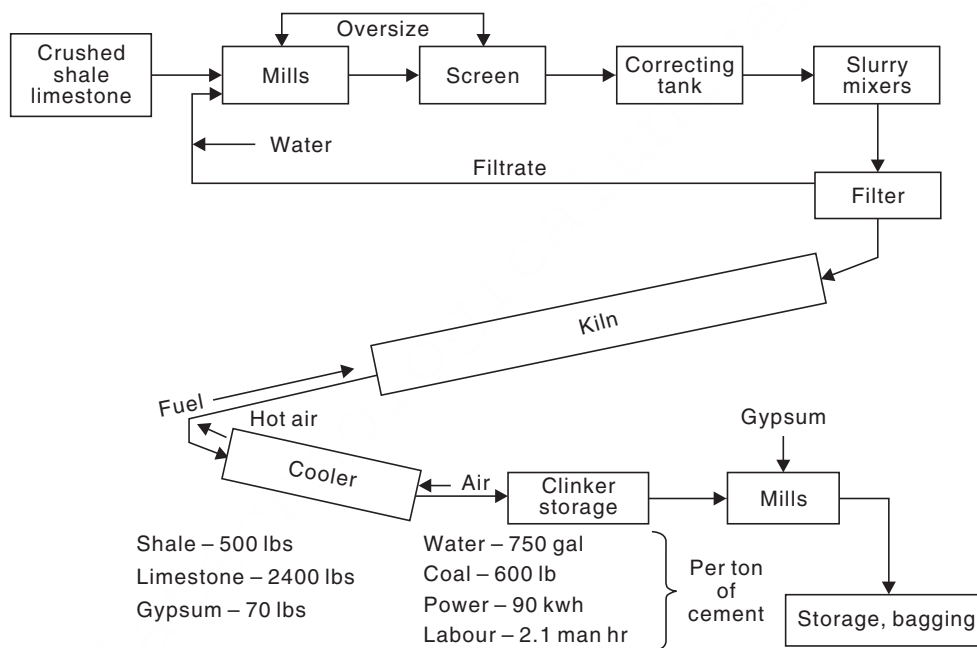 Oversize
Crushed
shale
limestone
Mills
Screen
Correcting
tank
Slurry
mixers
Water
Filtrate
Filter
Kiln
Fuel
Hot air
Cooler
Air
Gypsum
Clinker
storage
Mills
Shale – 500 lbs
Limestone – 2400 lbs
Gypsum – 70 lbs
Water – 750 gal
Coal – 600 lb
Power – 90 kwh
Labour – 2.1 man hr
Per ton
of
cement
Storage, bagging